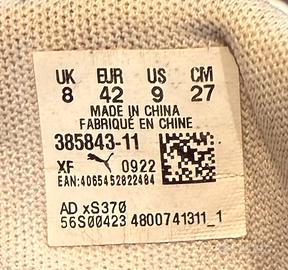 UK EUR US CM
8 42 9 27
MADE IN CHINA
FABRIQUÉ EN CHINE
385843-11
XF 0922
EAN:4065452822484
AD xS370
56S00423 4800741311_1